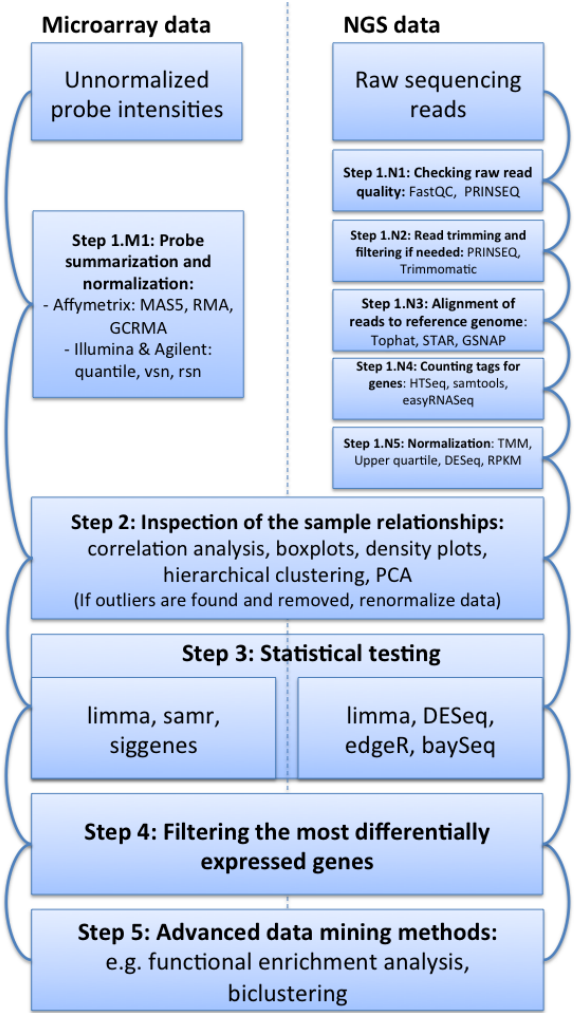 Microarray data
NGS data
Unnormalized
probe intensities
Raw sequencing
reads
Step 1.N1: Checking raw read
quality: FastQC, PRINSEQ
Step 1.M1: Probe
summarization and
normalization:
- Affymetrix: MAS5, RMA,
GCRMA
- Illumina & Agilent:
quantile, vsn, rsn
Step 1.N2: Read trimming and
filtering if needed: PRINSEQ,
Trimmomatic
Step 1.N3: Alignment of
reads to reference genome:
Tophat, STAR, GSNAP
Step 1.N4: Counting tags for
genes: HTSeq, samtools,
easyRNASeq
Step 1.N5: Normalization: TMM,
Upper quartile, DESeq, RPKM
Step 2: Inspection of the sample relationships:
correlation analysis, boxplots, density plots,
hierarchical clustering, PCA
(If outliers are found and removed, renormalize data)
Step 3: Statistical testing
limma, samr,
siggenes
limma, DESeq,
edgeR, baySeq
Step 4: Filtering the most differentially
expressed genes
Step 5: Advanced data mining methods:
e.g. functional enrichment analysis,
biclustering